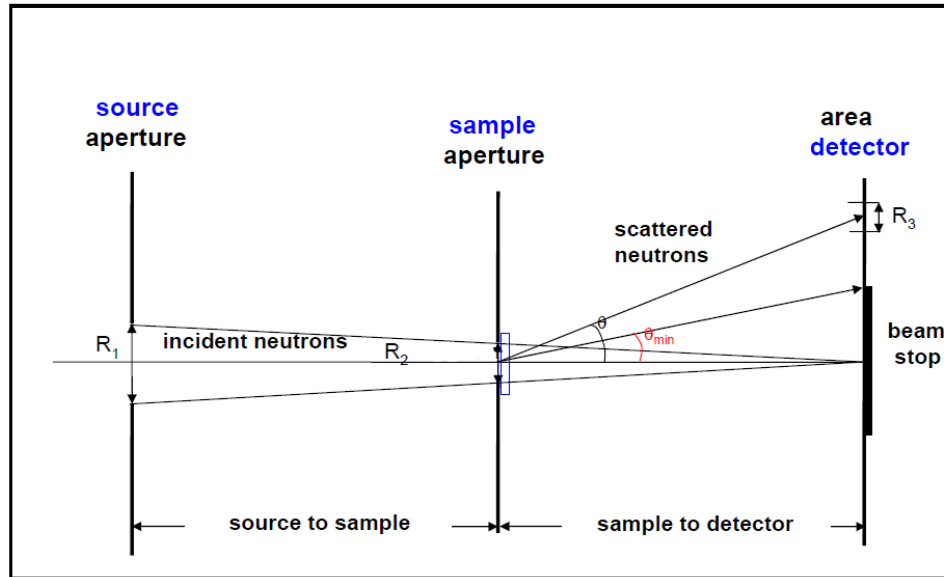 source
aperture
sample
aperture
area
detector
scattered
neutrons
R3
θ
θmin
R1
incident neutrons
R2
beam
stop
source to sample
sample to detector